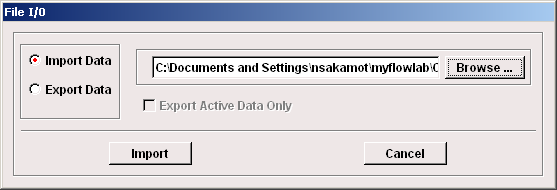 File I/O
Import Data
C:\Documents and Settings\nsakamot\myflowlab\C
Browse ...
Export Data
Export Active Data Only
Import
Cancel